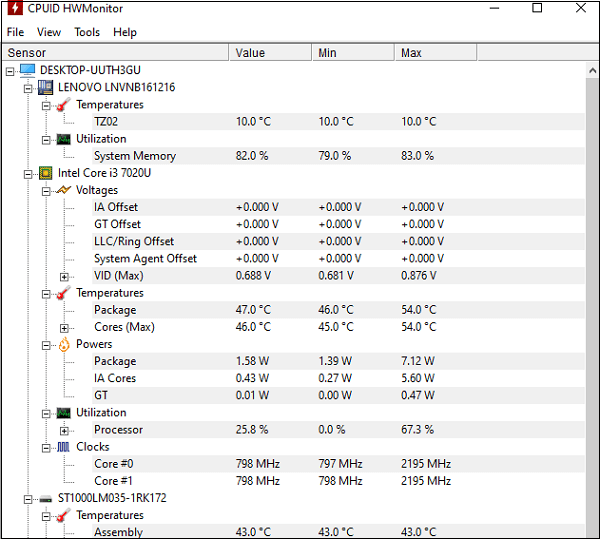 CPUID HWMonitor
File View Tools Help
Sensor Value Min Max
DESKTOP-UUTH3GU
LENOVO LNVNB161216
Temperatures
TZ02 10.0 °C 10.0 °C 10.0 °C
Utilization
System Memory 82.0 % 79.0 % 83.0 %
Intel Core i3 7020U
Voltages
IA Offset +0.000 V +0.000 V +0.000 V
GT Offset +0.000 V +0.000 V +0.000 V
LLC/Ring Offset +0.000 V +0.000 V +0.000 V
System Agent Offset +0.000 V +0.000 V +0.000 V
VID (Max) 0.688 V 0.681 V 0.876 V
Temperatures
Package 47.0 °C 46.0 °C 54.0 °C
Cores (Max) 46.0 °C 45.0 °C 54.0 °C
Powers
Package 1.58 W 1.39 W 7.12 W
IA Cores 0.43 W 0.27 W 5.60 W
GT 0.01 W 0.00 W 0.47 W
Utilization
Processor 25.8 % 0.0 % 67.3 %
Clocks
Core #0 798 MHz 797 MHz 2195 MHz
Core #1 798 MHz 798 MHz 2195 MHz
ST1000LM035-1RK172
Temperatures
Assembly 43.0 °C 43.0 °C 43.0 °C